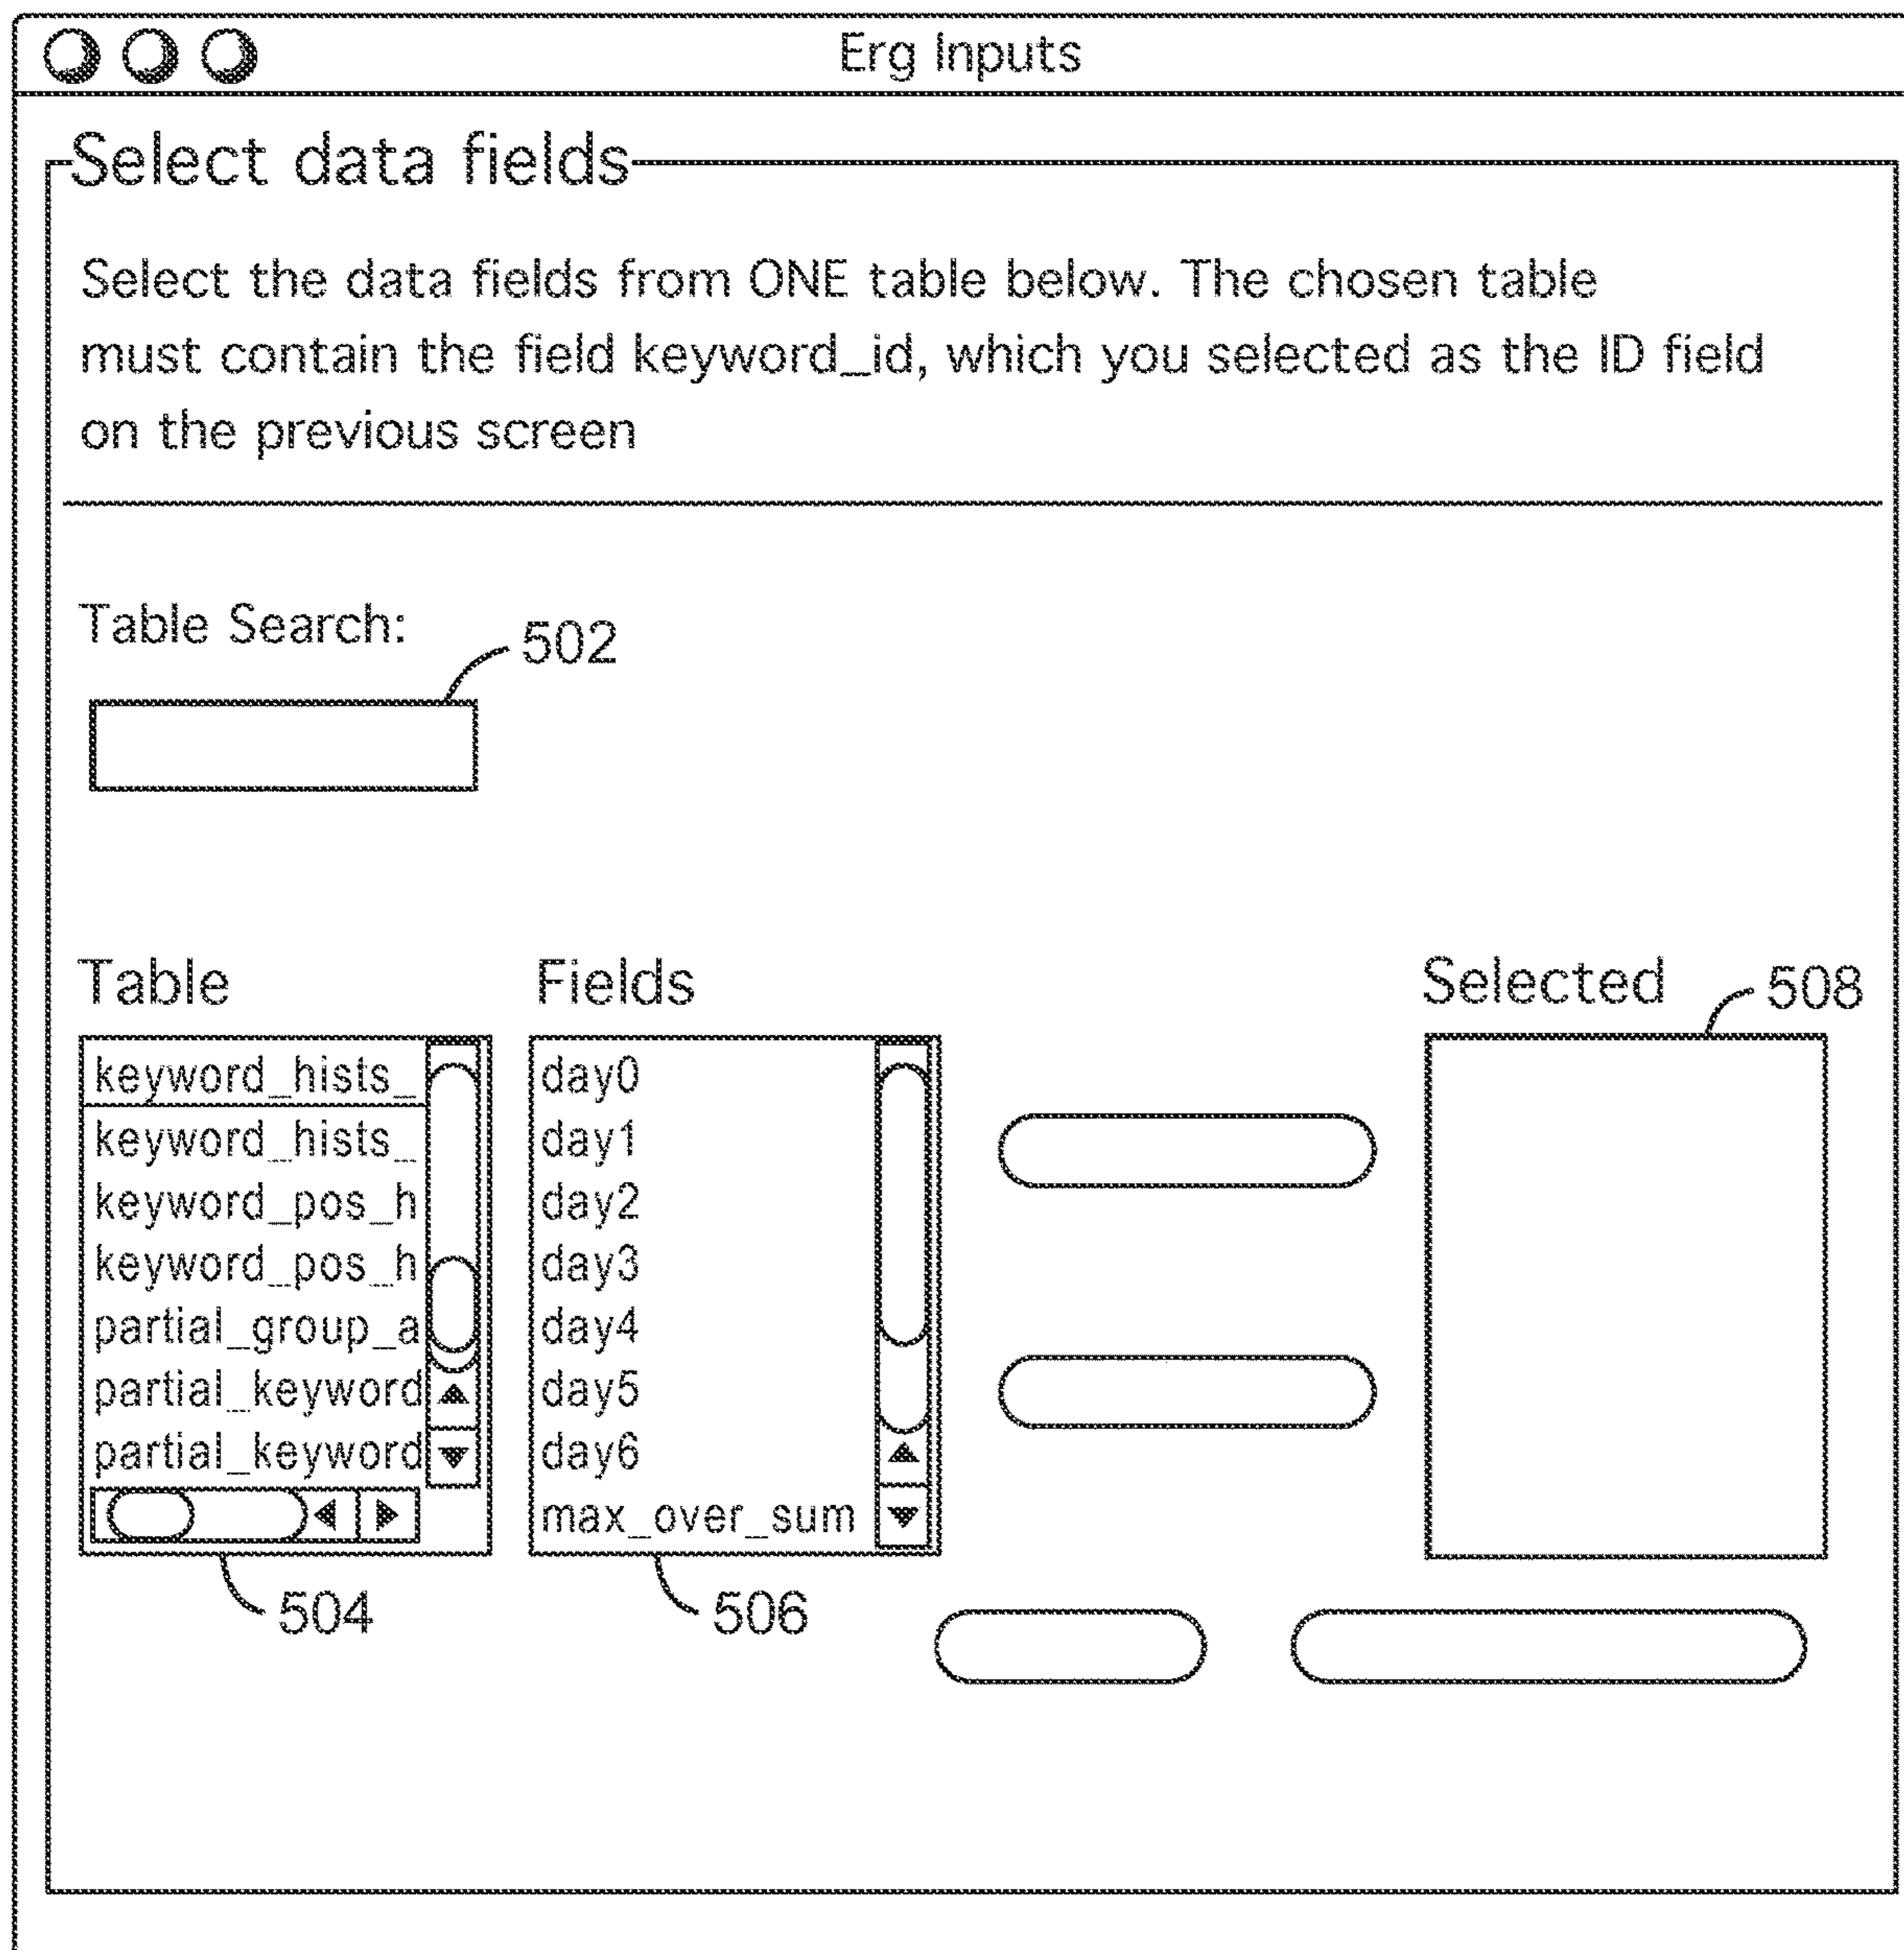 Erg Inputs
Select data fields
Select the data fields from ONE table below. The chosen table
must contain the field keyword_id, which you selected as the ID field
on the previous screen
Table Search:
502
Table
Fields
Selected
508
keyword_hists_
keyword_hists_
keyword_pos_h
keyword_pos_h
partial_group_a
partial_keyword
partial_keyword
day0
day1
day2
day3
day4
day5
day6
max_over_sum
504
506